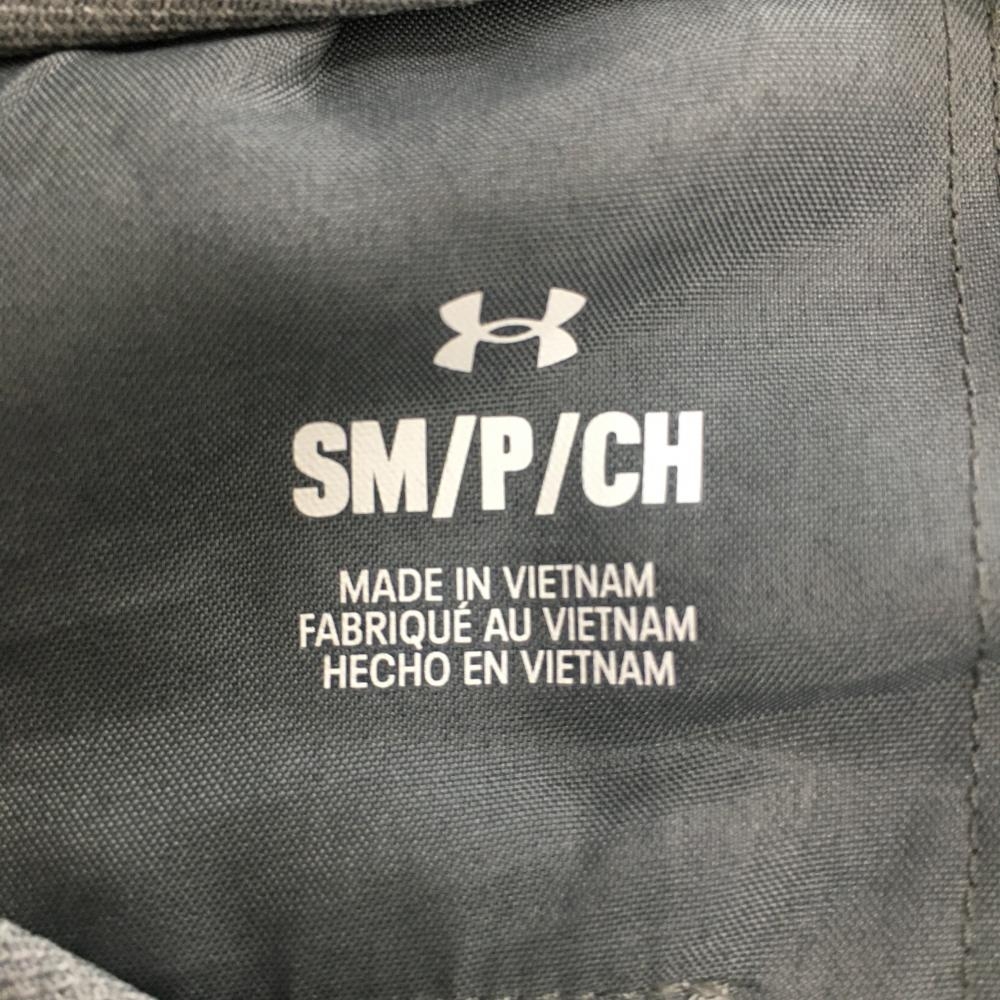 SM/P/CH
MADE IN VIETNAM
FABRIQUÉ AU VIETNAM
HECHO EN VIETNAM